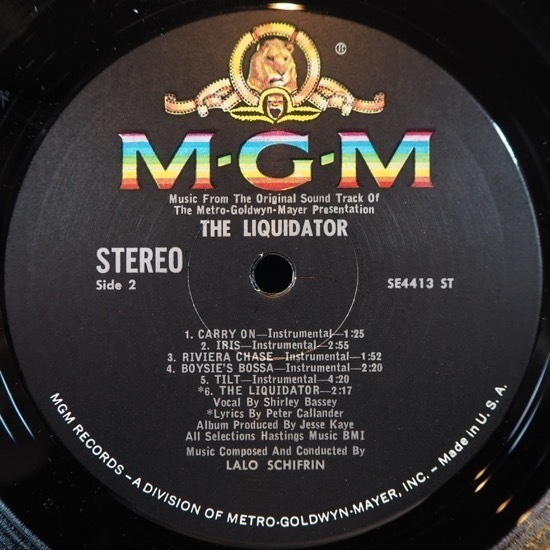 M-G-M
Music From The Original Sound Track Of
The Metro-Goldwyn-Mayer Presentation
THE LIQUIDATOR
STEREO
Side 2
SE4413 ST
1. CARRY ON—Instrumental—1:25
2. IRIS—Instrumental—2:55
3. RIVIERA CHASE—Instrumental—1:52
4. BOYSIE'S BOSSA—Instrumental—2:20
5. TILT—Instrumental—4:20
*6. THE LIQUIDATOR—2:17
Vocal By Shirley Bassey
*Lyrics By Peter Callander
Album Produced By Jesse Kaye
All Selections Hastings Music BMI
Music Composed And Conducted By
LALO SCHIFRIN
MGM RECORDS—A DIVISION OF METRO-GOLDWYN-MAYER, INC.—Made in U.S.A.